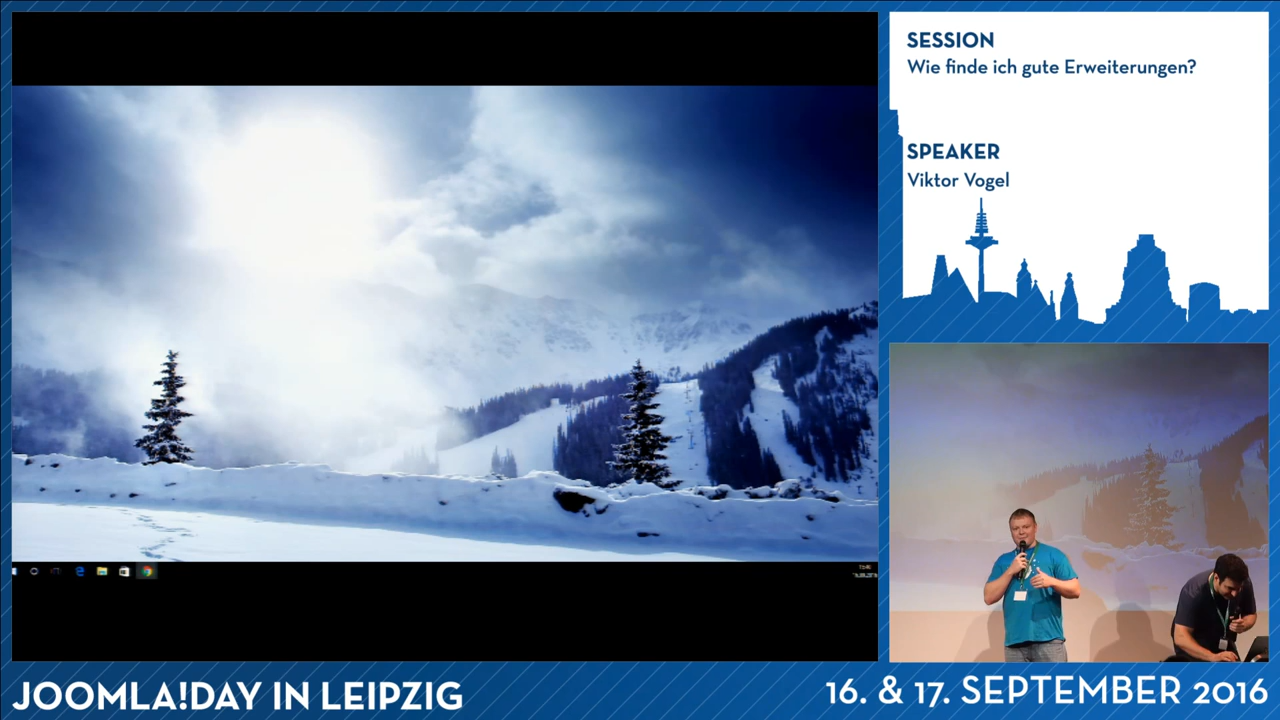 SESSION
Wie finde ich gute Erweiterungen?
SPEAKER
Viktor Vogel
JOOMLA!DAY IN LEIPZIG
16. & 17. SEPTEMBER 2016